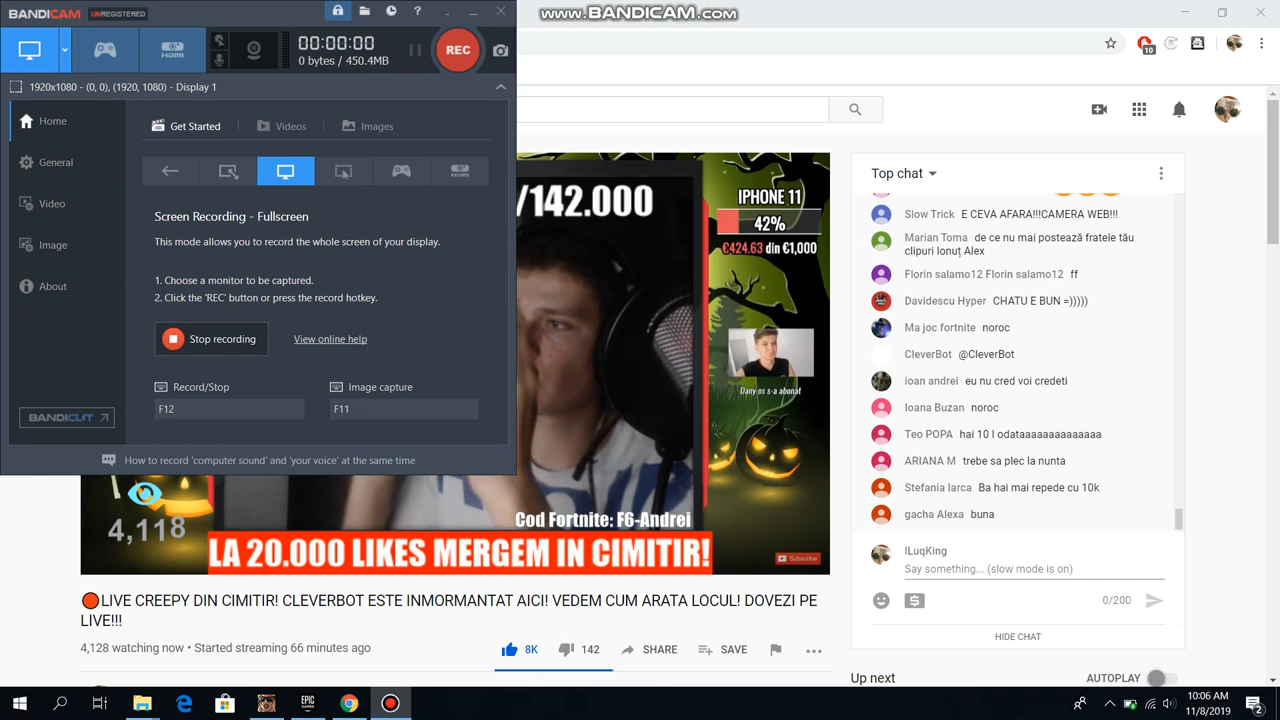 BANDICAM UNREGISTERED
www.BANDICAM.com
HDMI
00:00:00
0 bytes / 450.4MB
REC
1920x1080 - (0, 0), (1920, 1080) - Display 1
Home
General
Video
Image
About
BANDICUT
Get Started
Videos
Images
HDMI
Screen Recording - Fullscreen
This mode allows you to record the whole screen of your display.
1. Choose a monitor to be captured.
2. Click the 'REC' button or press the record hotkey.
Stop recording
View online help
Record/Stop
Image capture
F12
F11
How to record 'computer sound' and 'your voice' at the same time
10
/142.000
IPHONE 11
42%
€424.63 din €1,000
Dany os s-a abonat
4,118
Cod Fortnite: F6-Andrei
LA 20.000 LIKES MERGEM IN CIMITIR!
Subscribe
LIVE CREEPY DIN CIMITIR! CLEVERBOT ESTE INMORMANTAT AICI! VEDEM CUM ARATA LOCUL! DOVEZI PE
LIVE!!!
4,128 watching now • Started streaming 66 minutes ago
8K
142
SHARE
SAVE
Top chat
Slow Trick E CEVA AFARA!!!CAMERA WEB!!!
Marian Toma de ce nu mai postează fratele tău
clipuri Ionuț Alex
Florin salamo12 Florin salamo12 ff
Davidescu Hyper CHATU E BUN =)))))
Ma joc fortnite noroc
CleverBot @CleverBot
ioan andrei eu nu cred voi credeti
Ioana Buzan noroc
Teo POPA hai 10 l odataaaaaaaaaaaaaa
ARIANA M trebe sa plec la nunta
Stefania Iarca Ba hai mai repede cu 10k
gacha Alexa buna
lLuqKing
Say something... (slow mode is on)
0/200
HIDE CHAT
Up next
AUTOPLAY
EPIC
GAMES
10:06 AM
11/8/2019
2